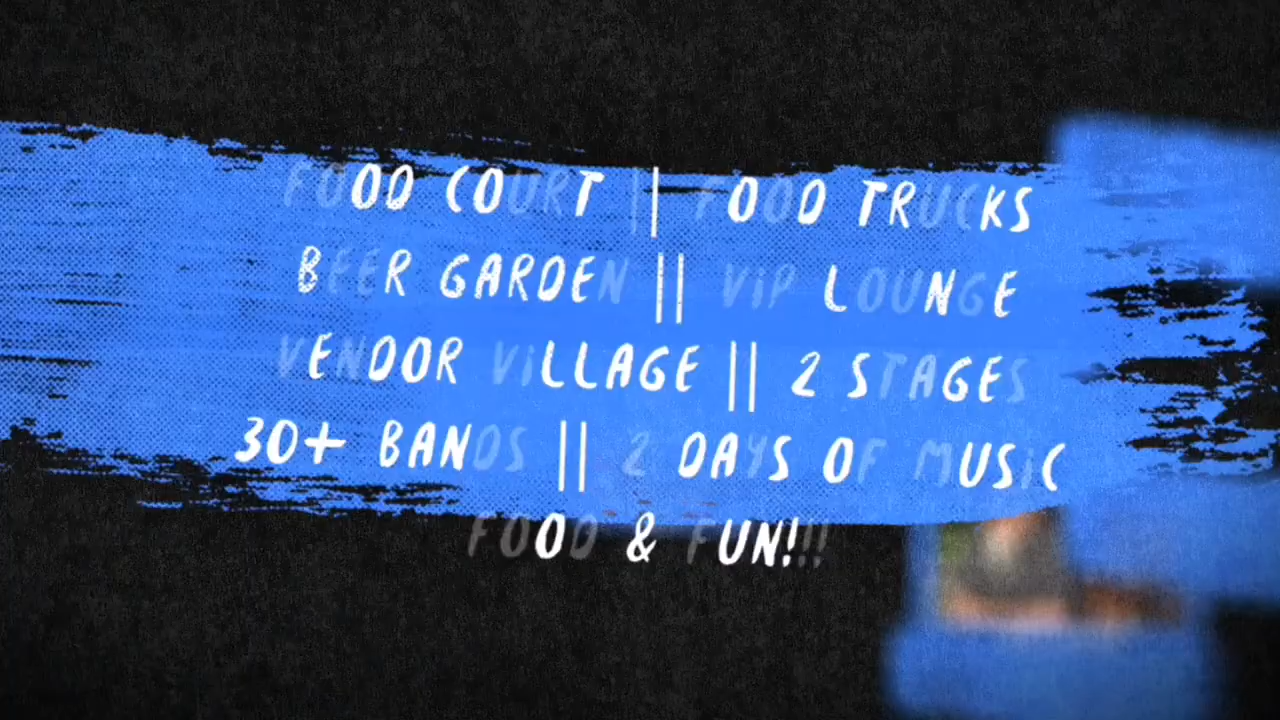 FOOD COURT || FOOD TRUCKS
BEER GARDEN || ViP LOUNGE
VENDOR ViLLAGE || 2 STAGES
30+ BANDS || 2 DAYS OF MUSiC
FOOD & FUN!!!